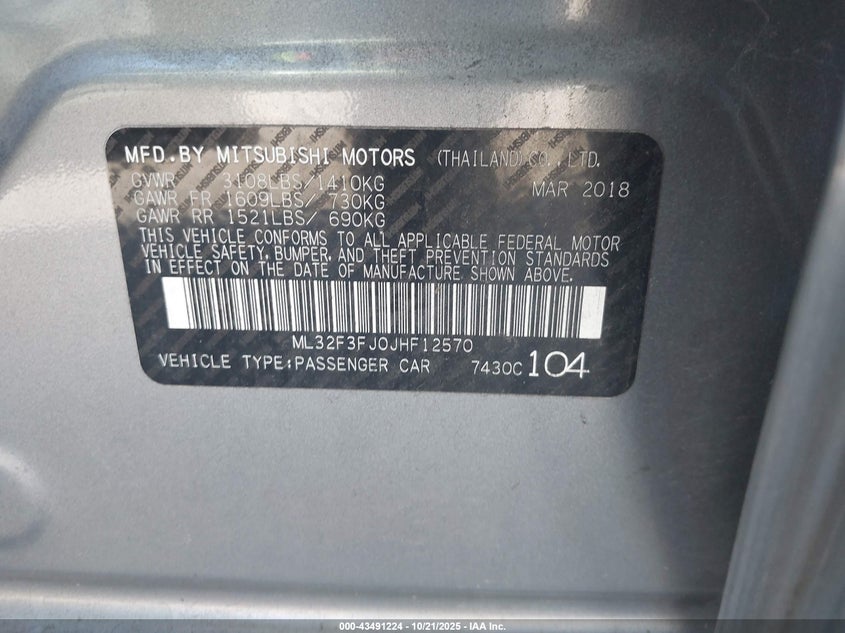 MFD.BY MITSUBISHI MOTORS (THAILAND)CO.,LTD.
GVWR 3108LBS/1410KG MAR 2018
GAWR FR 1609LBS/ 730KG
GAWR RR 1521LBS/ 690KG
THIS VEHICLE CONFORMS TO ALL APPLICABLE FEDERAL MOTOR
VEHICLE SAFETY, BUMPER, AND THEFT PREVENTION STANDARDS
IN EFFECT ON THE DATE OF MANUFACTURE SHOWN ABOVE.
ML32F3FJ0JHF12570
VEHICLE TYPE:PASSENGER CAR 7430C 104
000-43491224 - 10/21/2025 - IAA Inc.